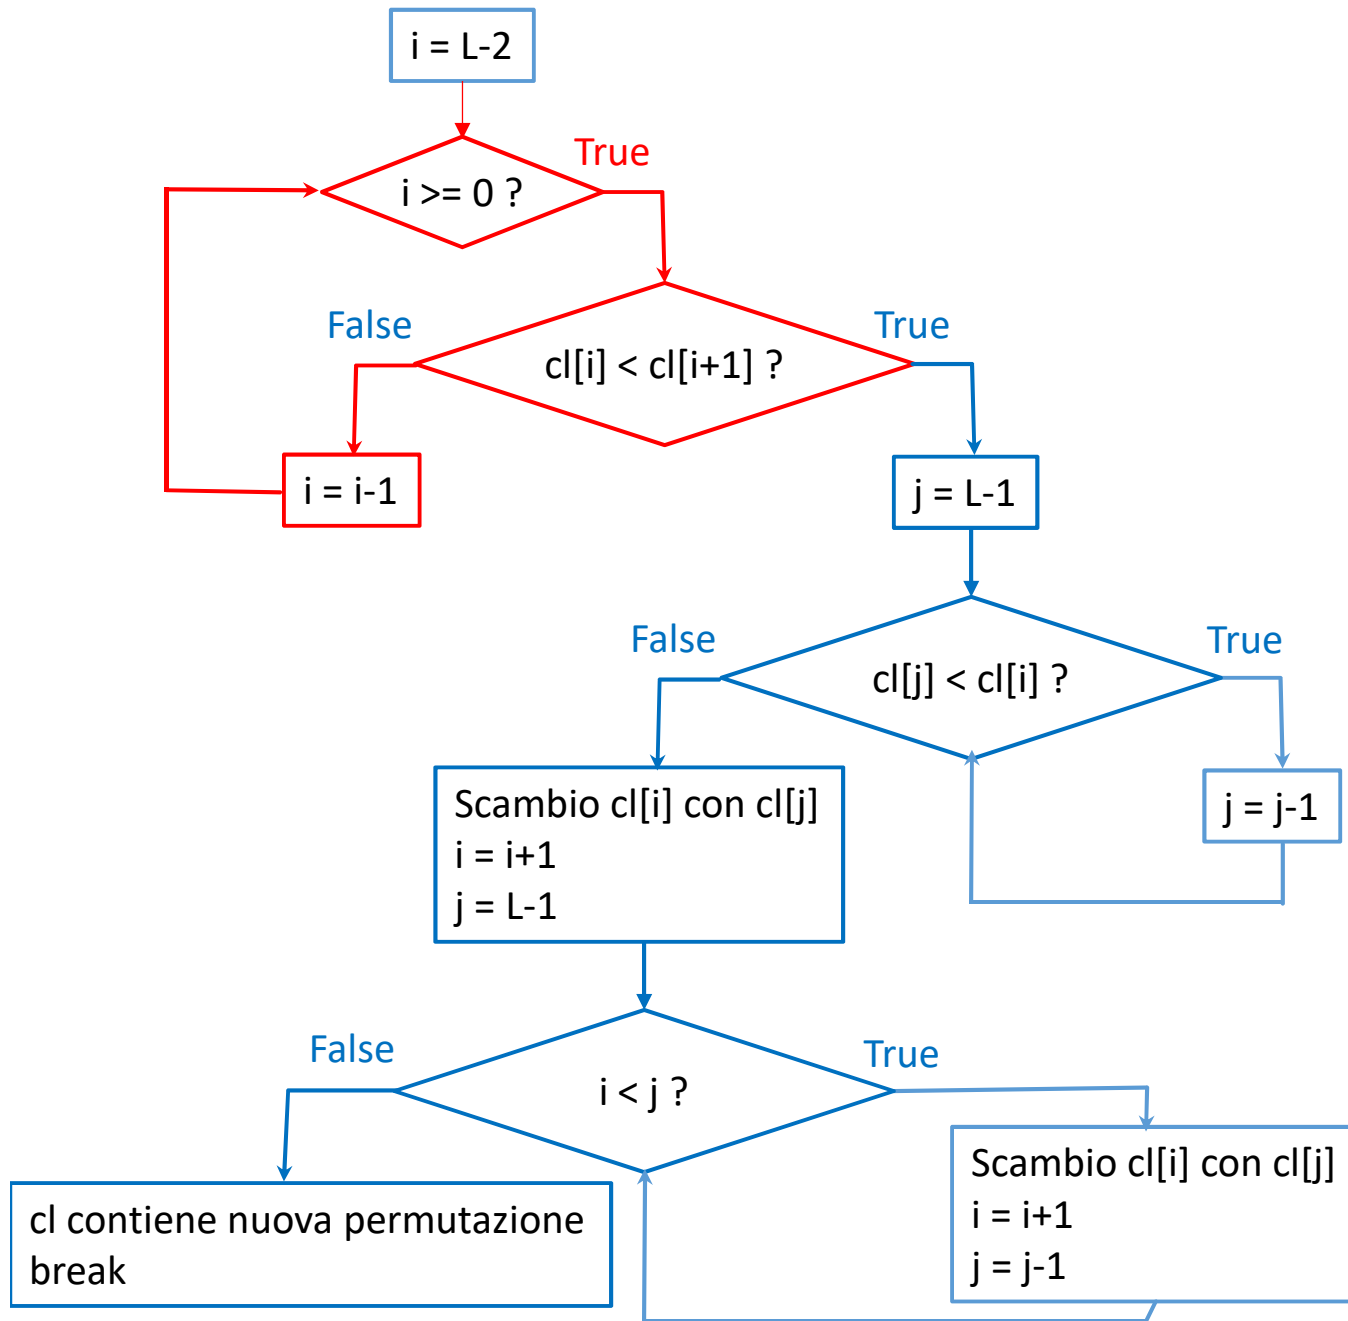 i = L-2
True
i >= 0 ?
False
True
cl[i] < cl[i+1] ?
i = i-1
j = L-1
False
True
cl[j] < cl[i] ?
Scambio cl[i] con cl[j]
i = i+1
j = L-1
j = j-1
False
True
i < j ?
cl contiene nuova permutazione
break
Scambio cl[i] con cl[j]
i = i+1
j = j-1